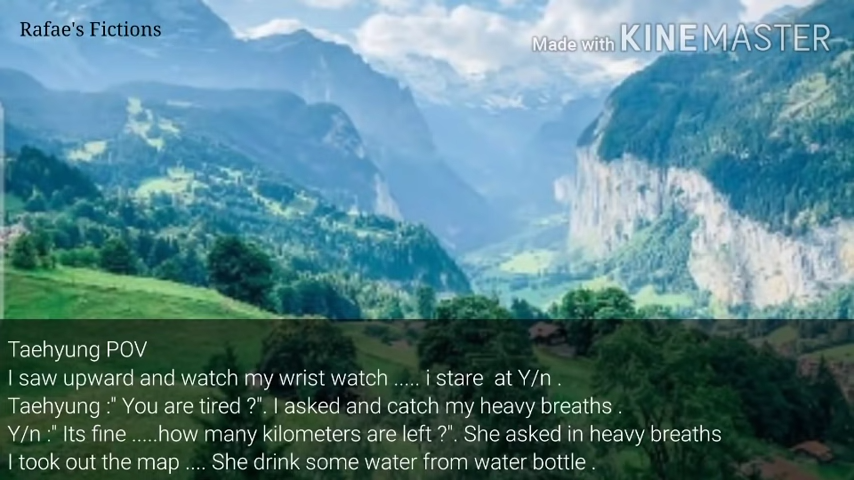 Rafae's Fictions
Made with KINEMASTER
Taehyung POV
I saw upward and watch my wrist watch ..... i stare at Y/n .
Taehyung :" You are tired ?". I asked and catch my heavy breaths .
Y/n :" Its fine .....how many kilometers are left ?". She asked in heavy breaths
I took out the map .... She drink some water from water bottle .